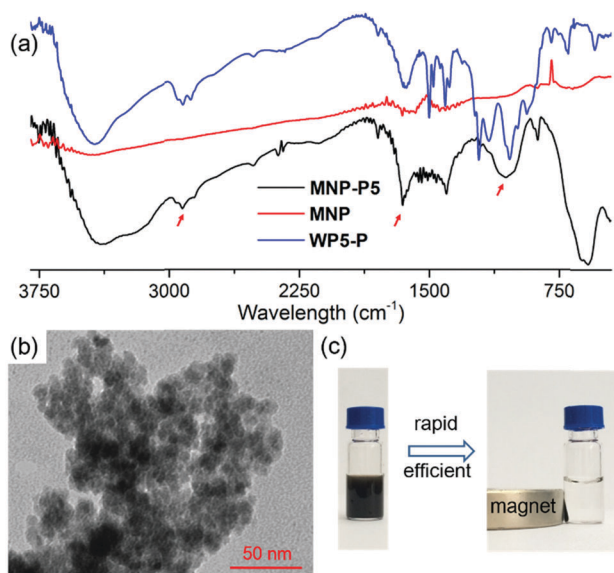 (a)
MNP-P5
MNP
WP5-P
3750 3000 2250 1500 750
Wavelength (cm⁻¹)
(b)
50 nm
(c)
rapid
efficient
magnet